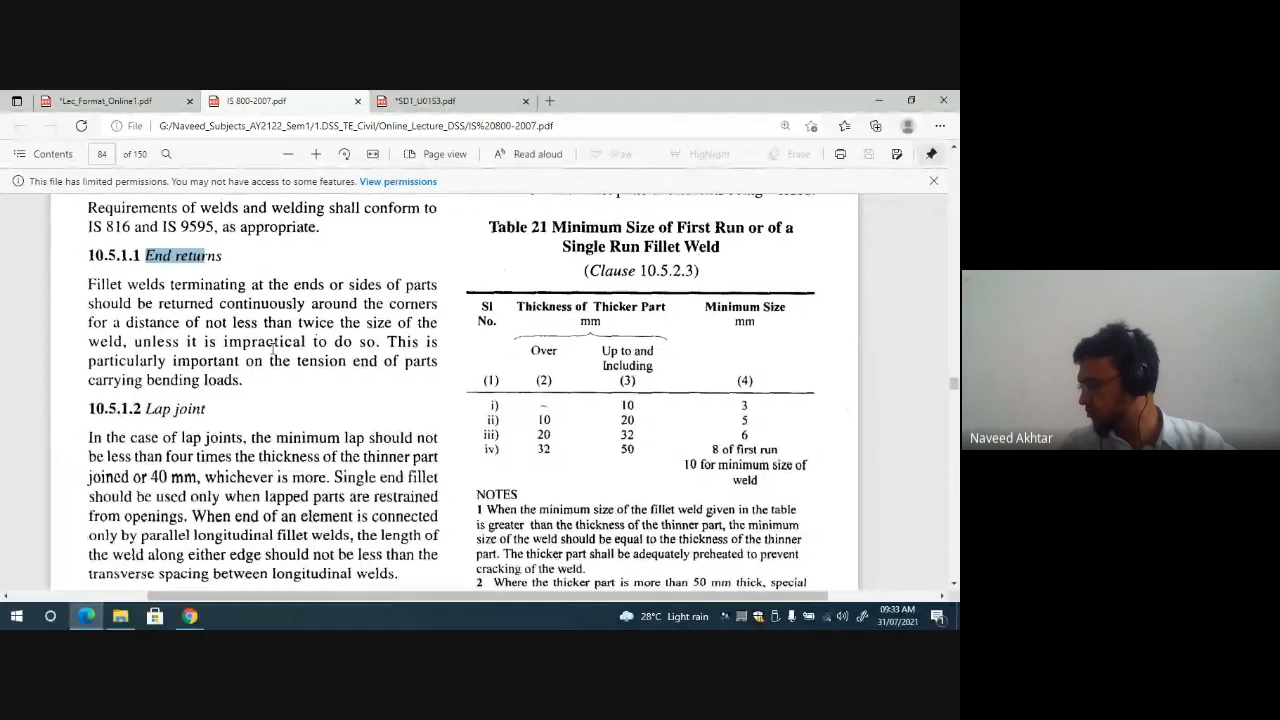 *Lec_Format_Online1.pdf
IS 800-2007.pdf
*SD1_U01S3.pdf
File
G:/Naveed_Subjects_AY2122_Sem1/1.DSS_TE_Civil/Online_Lecture_DSS/IS%20800-2007.pdf
Contents
84
of 150
Page view
Read aloud
Draw
Highlight
Erase
This file has limited permissions. You may not have access to some features. View permissions
Requirements of welds and welding shall conform to
IS 816 and IS 9595, as appropriate.
10.5.1.1 End returns
Fillet welds terminating at the ends or sides of parts
should be returned continuously around the corners
for a distance of not less than twice the size of the
weld, unless it is impractical to do so. This is
particularly important on the tension end of parts
carrying bending loads.
10.5.1.2 Lap joint
In the case of lap joints, the minimum lap should not
be less than four times the thickness of the thinner part
joined or 40 mm, whichever is more. Single end fillet
should be used only when lapped parts are restrained
from openings. When end of an element is connected
only by parallel longitudinal fillet welds, the length of
the weld along either edge should not be less than the
transverse spacing between longitudinal welds.
Table 21 Minimum Size of First Run or of a
Single Run Fillet Weld
(Clause 10.5.2.3)
Sl Thickness of Thicker Part Minimum Size
No. mm mm
Over Up to and
Including
(1) (2) (3) (4)
i) – 10 3
ii) 10 20 5
iii) 20 32 6
iv) 32 50 8 of first run
10 for minimum size of
weld
NOTES
1 When the minimum size of the fillet weld given in the table
is greater than the thickness of the thinner part, the minimum
size of the weld should be equal to the thickness of the thinner
part. The thicker part shall be adequately preheated to prevent
cracking of the weld.
2 Where the thicker part is more than 50 mm thick, special
Naveed Akhtar
28°C Light rain
09:33 AM
31/07/2021